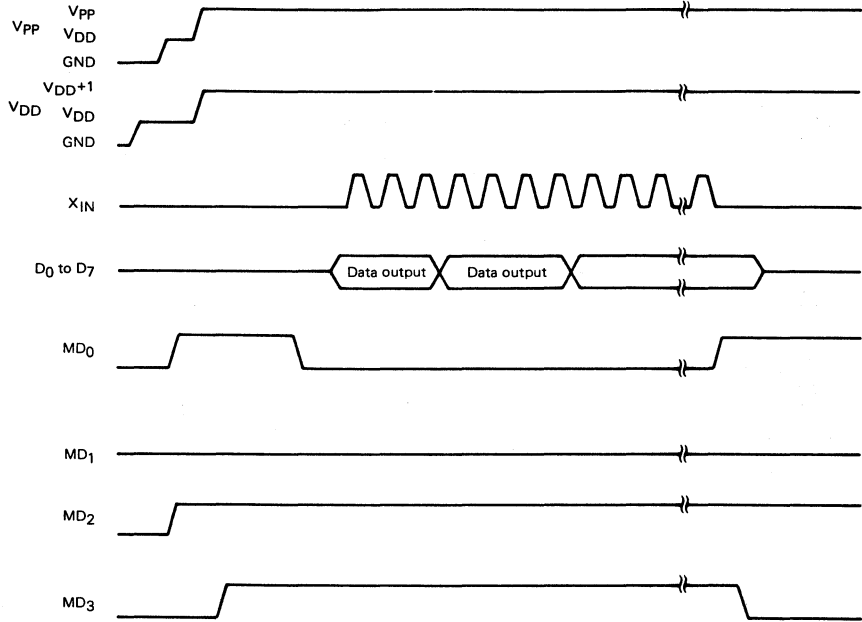 VPP VPP
VDD
GND
VDD+1
VDD VDD
GND
XIN
D0 to D7 Data output Data output
MD0
MD1
MD2
MD3